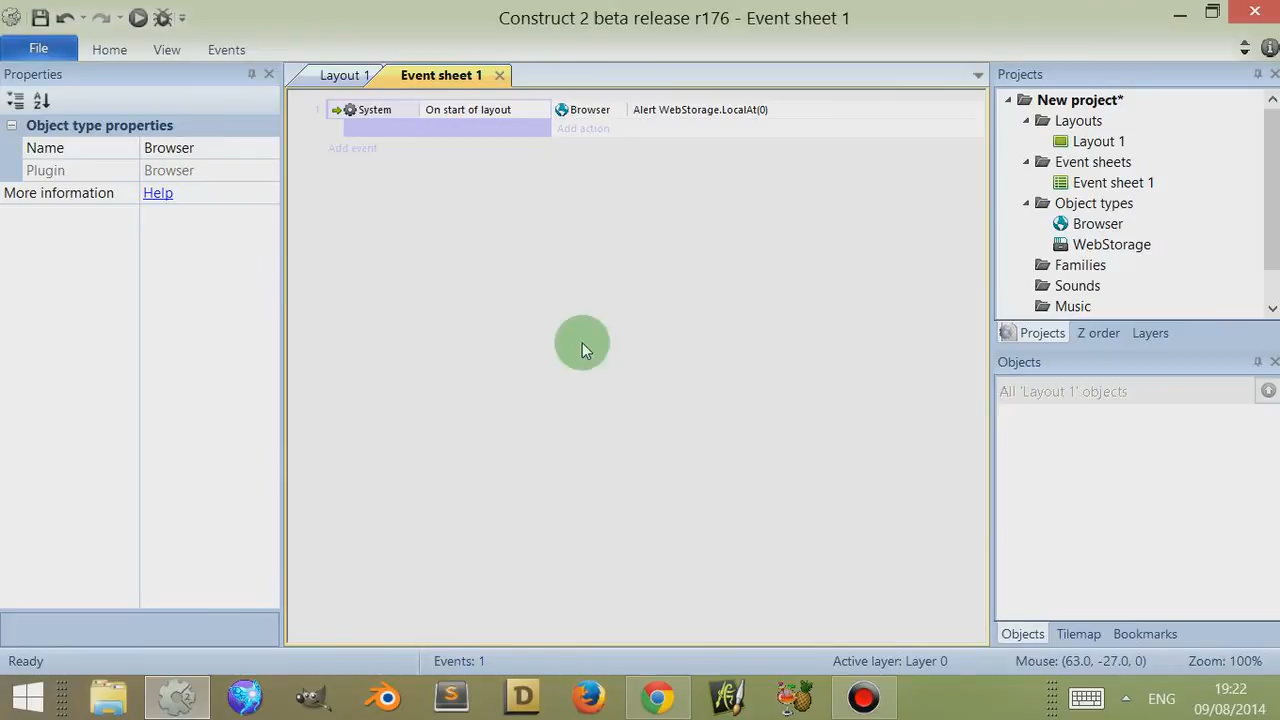 Construct 2 beta release r176 - Event sheet 1
File Home View Events
Properties
Layout 1 Event sheet 1
Projects
Object type properties
Name Browser
Plugin Browser
More information Help
1 System On start of layout Browser Alert WebStorage.LocalAt(0)
Add action
Add event
New project*
Layouts
Layout 1
Event sheets
Event sheet 1
Object types
Browser
WebStorage
Families
Sounds
Music
Projects Z order Layers
Objects
All 'Layout 1' objects
Objects Tilemap Bookmarks
Ready Events: 1 Active layer: Layer 0 Mouse: (63.0, -27.0, 0) Zoom: 100%
ENG
19:22
09/08/2014